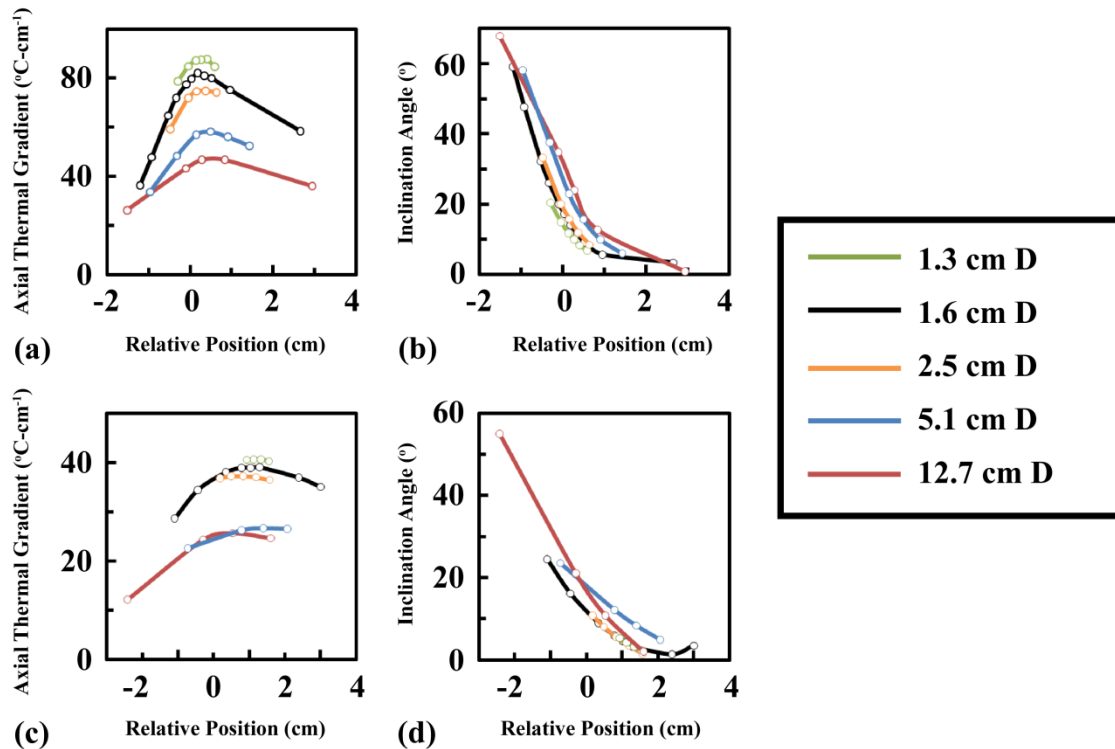 Axial Thermal Gradient (°C-cm⁻¹)
80
40
0
-2
0
2
4
Relative Position (cm)
(a)
Inclination Angle (°)
60
40
20
0
-2
0
2
4
Relative Position (cm)
(b)
Axial Thermal Gradient (°C-cm⁻¹)
60
40
20
0
-2
0
2
4
Relative Position (cm)
(c)
Inclination Angle (°)
60
40
20
0
-2
0
2
4
Relative Position (cm)
(d)
1.3 cm D
1.6 cm D
2.5 cm D
5.1 cm D
12.7 cm D